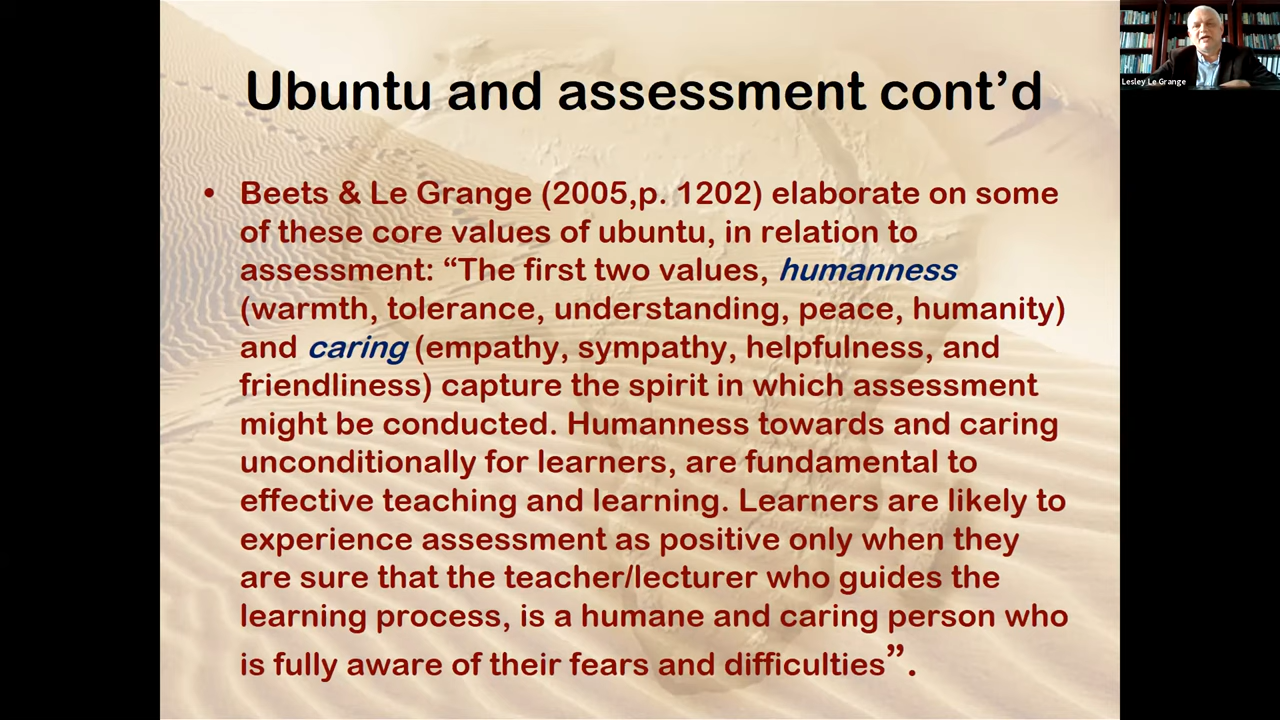 Ubuntu and assessment cont’d
• Beets & Le Grange (2005,p. 1202) elaborate on some
of these core values of ubuntu, in relation to
assessment: “The first two values, humanness
(warmth, tolerance, understanding, peace, humanity)
and caring (empathy, sympathy, helpfulness, and
friendliness) capture the spirit in which assessment
might be conducted. Humanness towards and caring
unconditionally for learners, are fundamental to
effective teaching and learning. Learners are likely to
experience assessment as positive only when they
are sure that the teacher/lecturer who guides the
learning process, is a humane and caring person who
is fully aware of their fears and difficulties”.
Lesley Le Grange